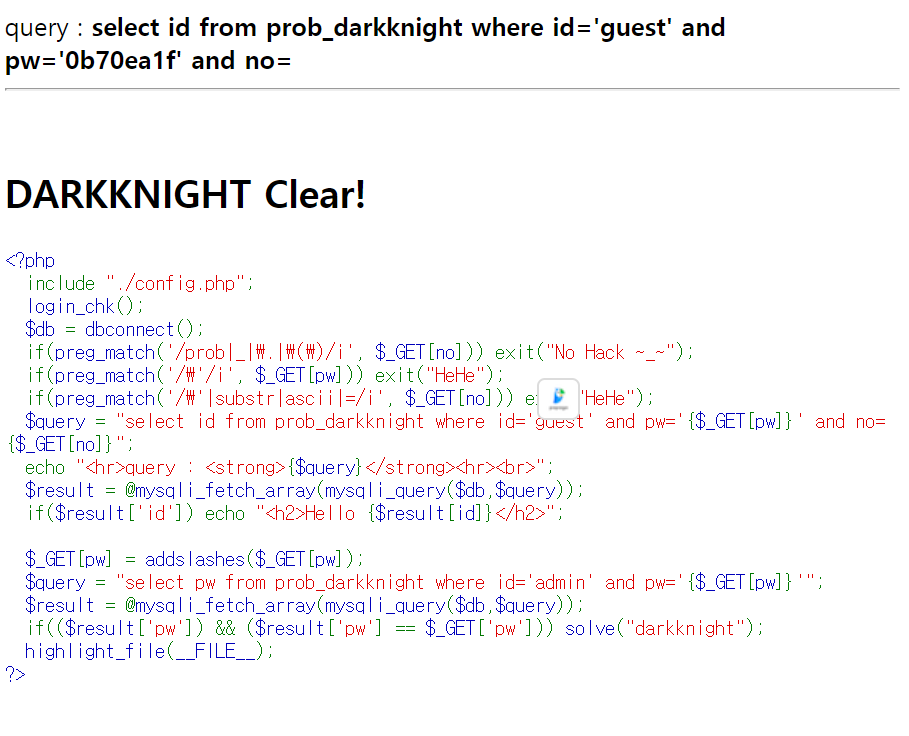 query : select id from prob_darkknight where id='guest' and
pw='0b70ea1f' and no=
DARKKNIGHT Clear!
<?php
include "./config.php";
login_chk();
$db = dbconnect();
if(preg_match('/prob|_|₩.|₩(₩)/i', $_GET[no])) exit("No Hack ~_~");
if(preg_match('/₩'/i', $_GET[pw])) exit("HeHe");
if(preg_match('/₩'|substr|ascii|=/i', $_GET[no])) e "HeHe");
$query = "select id from prob_darkknight where id='guest' and pw='{$_GET[pw]}' and no=
{$_GET[no]}";
echo "<hr>query : <strong>{$query}</strong><hr><br>";
$result = @mysqli_fetch_array(mysqli_query($db,$query));
if($result['id']) echo "<h2>Hello {$result[id]}</h2>";
$_GET[pw] = addslashes($_GET[pw]);
$query = "select pw from prob_darkknight where id='admin' and pw='{$_GET[pw]}'";
$result = @mysqli_fetch_array(mysqli_query($db,$query));
if(($result['pw']) && ($result['pw'] == $_GET['pw'])) solve("darkknight");
highlight_file(__FILE__);
?>